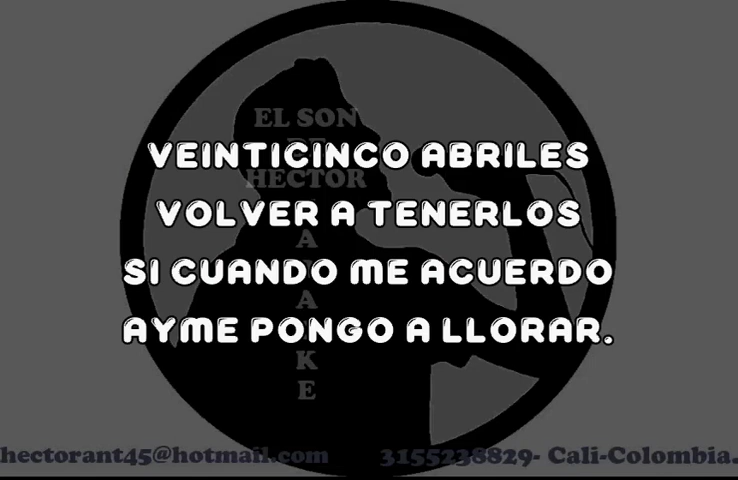 EL SON
DE
HECTOR
VEINTICINCO ABRILES
VOLVER A TENERLOS
SI CUANDO ME ACUERDO
AYME PONGO A LLORAR.
K
E
hectorant45@hotmail.com 3155238829- Cali-Colombia.